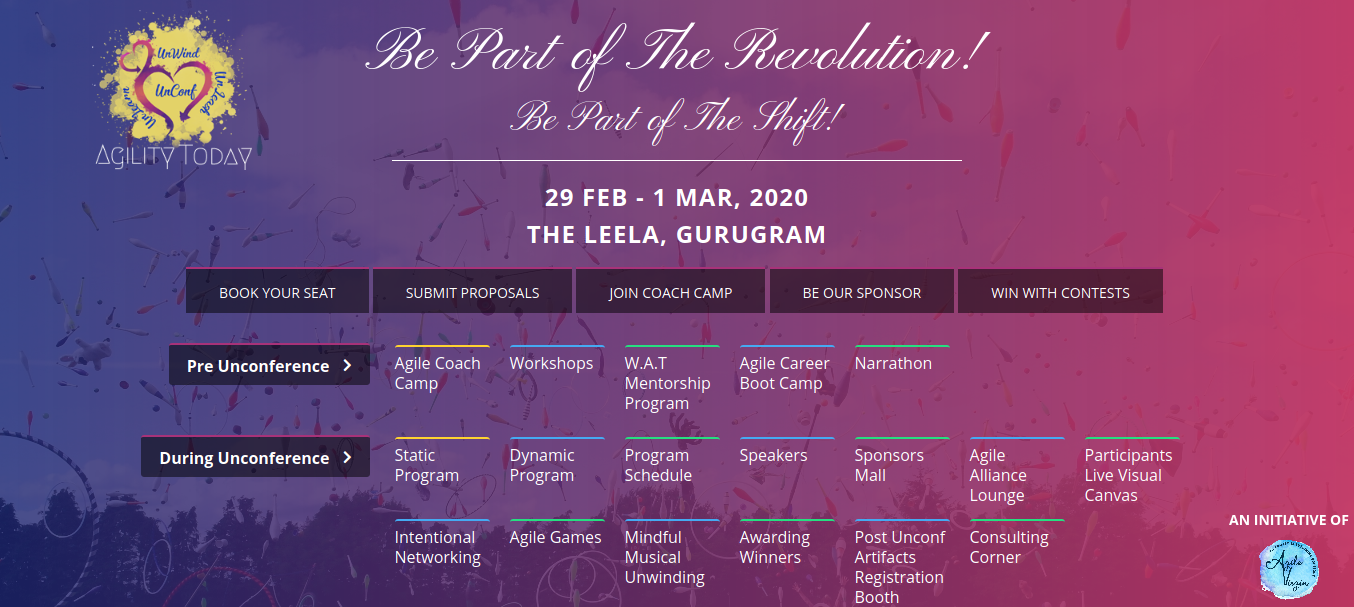 UnWind
UnConf
UnTeach
UnLearn
AGILITY TODAY
Be Part of The Revolution!
Be Part of The Shift!
29 FEB - 1 MAR, 2020
THE LEELA, GURUGRAM
BOOK YOUR SEAT
SUBMIT PROPOSALS
JOIN COACH CAMP
BE OUR SPONSOR
WIN WITH CONTESTS
Pre Unconference
Agile Coach
Camp
Workshops
W.A.T
Mentorship
Program
Agile Career
Boot Camp
Narrathon
During Unconference
Static
Program
Dynamic
Program
Program
Schedule
Speakers
Sponsors
Mall
Agile
Alliance
Lounge
Participants
Live Visual
Canvas
Intentional
Networking
Agile Games
Mindful
Musical
Unwinding
Awarding
Winners
Post Unconf
Artifacts
Registration
Booth
Consulting
Corner
AN INITIATIVE OF
Agile
Virgin